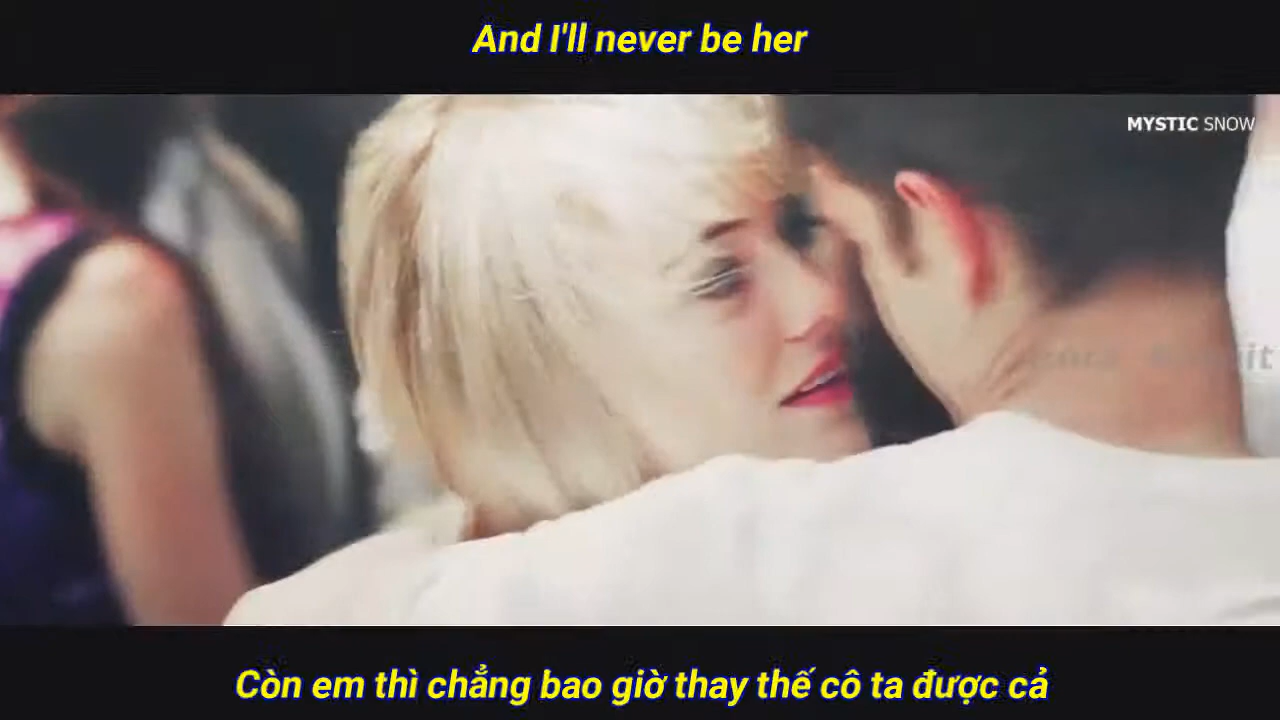 And I'll never be her
MYSTIC SNOW
Còn em thì chẳng bao giờ thay thế cô ta được cả